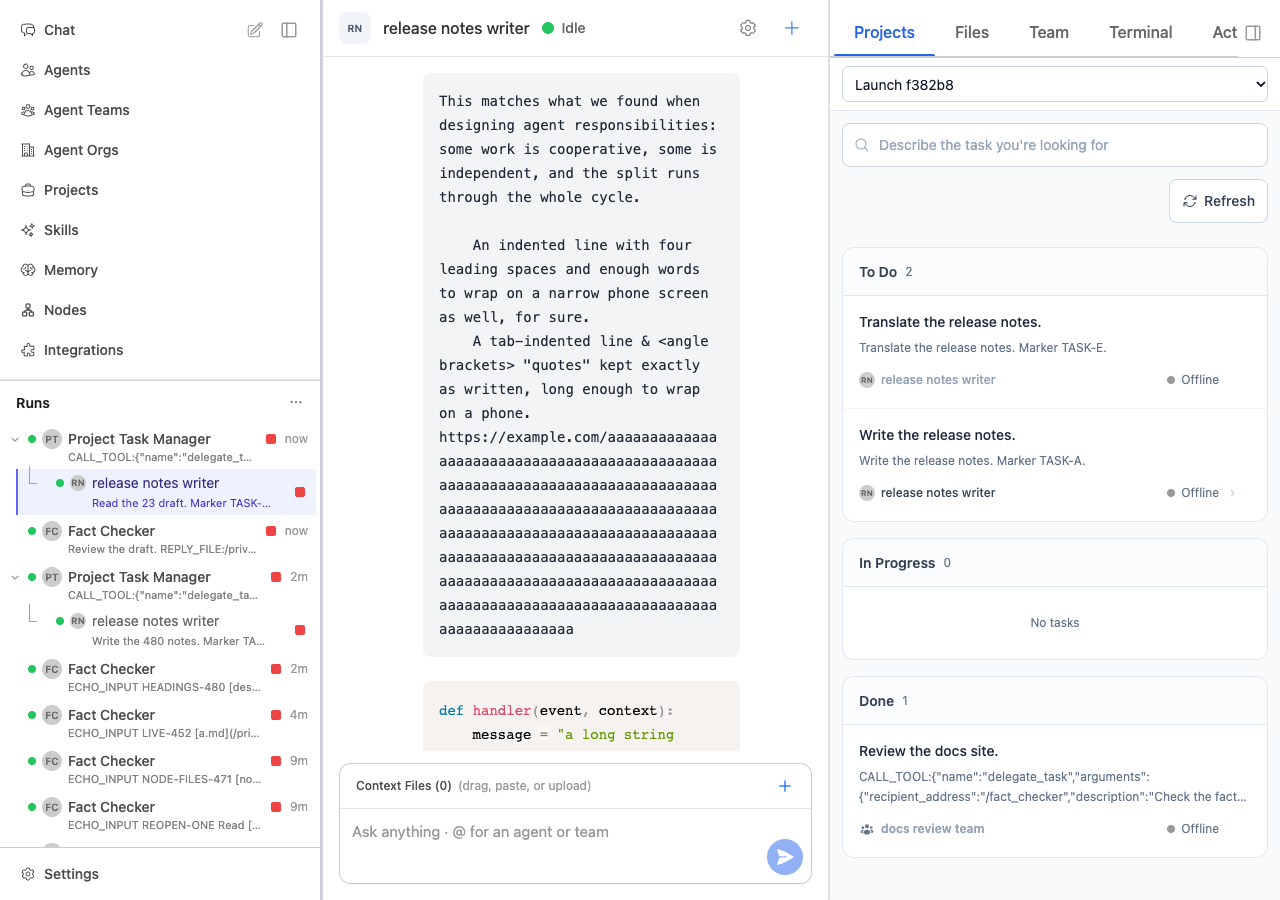 Chat
Agents
Agent Teams
Agent Orgs
Projects
Skills
Memory
Nodes
Integrations
Runs
PT Project Task Manager now
CALL_TOOL:{"name":"delegate_t...
RN release notes writer
Read the 23 draft. Marker TASK-...
FC Fact Checker now
Review the draft. REPLY_FILE:/priv...
PT Project Task Manager 2m
CALL_TOOL:{"name":"delegate_ta...
RN release notes writer
Write the 480 notes. Marker TA...
FC Fact Checker 2m
ECHO_INPUT HEADINGS-480 [des...
FC Fact Checker 4m
ECHO_INPUT LIVE-452 [a.md](/pri...
FC Fact Checker 9m
ECHO_INPUT NODE-FILES-471 [no...
FC Fact Checker 9m
ECHO_INPUT REOPEN-ONE Read [...
Settings
RN release notes writer Idle
This matches what we found when
designing agent responsibilities:
some work is cooperative, some is
independent, and the split runs
through the whole cycle.
    An indented line with four
leading spaces and enough words
to wrap on a narrow phone screen
as well, for sure.
    A tab-indented line & <angle
brackets> "quotes" kept exactly
as written, long enough to wrap
on a phone.
https://example.com/aaaaaaaaaaaaa
aaaaaaaaaaaaaaaaaaaaaaaaaaaaaaaaa
aaaaaaaaaaaaaaaaaaaaaaaaaaaaaaaaa
aaaaaaaaaaaaaaaaaaaaaaaaaaaaaaaaa
aaaaaaaaaaaaaaaaaaaaaaaaaaaaaaaaa
aaaaaaaaaaaaaaaaaaaaaaaaaaaaaaaaa
aaaaaaaaaaaaaaaaaaaaaaaaaaaaaaaaa
aaaaaaaaaaaaaaaaaaaaaaaaaaaaaaaaa
aaaaaaaaaaaaaaaa
def handler(event, context):
    message = "a long string
Context Files (0) (drag, paste, or upload)
Ask anything · @ for an agent or team
Projects Files Team Terminal Act
Launch f382b8
Describe the task you're looking for
Refresh
To Do 2
Translate the release notes.
Translate the release notes. Marker TASK-E.
RN release notes writer Offline
Write the release notes.
Write the release notes. Marker TASK-A.
RN release notes writer Offline
In Progress 0
No tasks
Done 1
Review the docs site.
CALL_TOOL:{"name":"delegate_task","arguments":
{"recipient_address":"/fact_checker","description":"Check the fact...
docs review team Offline